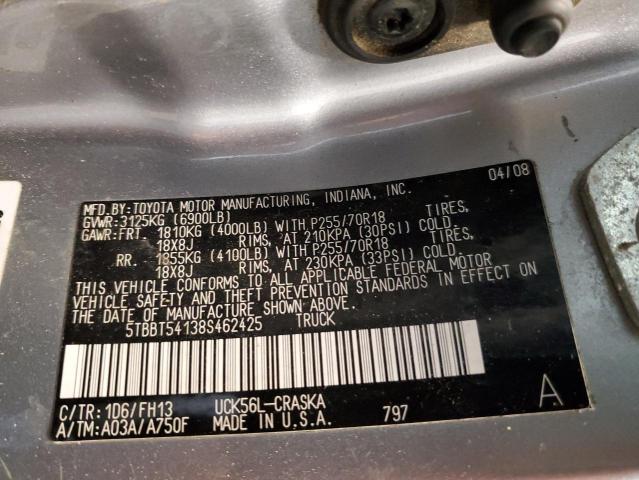 04/08
MFD.BY:TOYOTA MOTOR MANUFACTURING, INDIANA, INC.
GVWR:3125KG (6900LB)
GAWR:FRT 1810KG (4000LB) WITH P255/70R18 TIRES,
18X8J RIMS, AT 210KPA (30PSI) COLD.
RR. 1855KG (4100LB) WITH P255/70R18 TIRES,
18X8J RIMS, AT 230KPA (33PSI) COLD.
THIS VEHICLE CONFORMS TO ALL APPLICABLE FEDERAL MOTOR
VEHICLE SAFETY AND THEFT PREVENTION STANDARDS IN EFFECT ON
THE DATE OF MANUFACTURE SHOWN ABOVE.
5TBBT54138S462425 TRUCK
C/TR: 1D6/FH13 UCK56L-CRASKA A
A/TM: A03A/A750F MADE IN U.S.A. 797